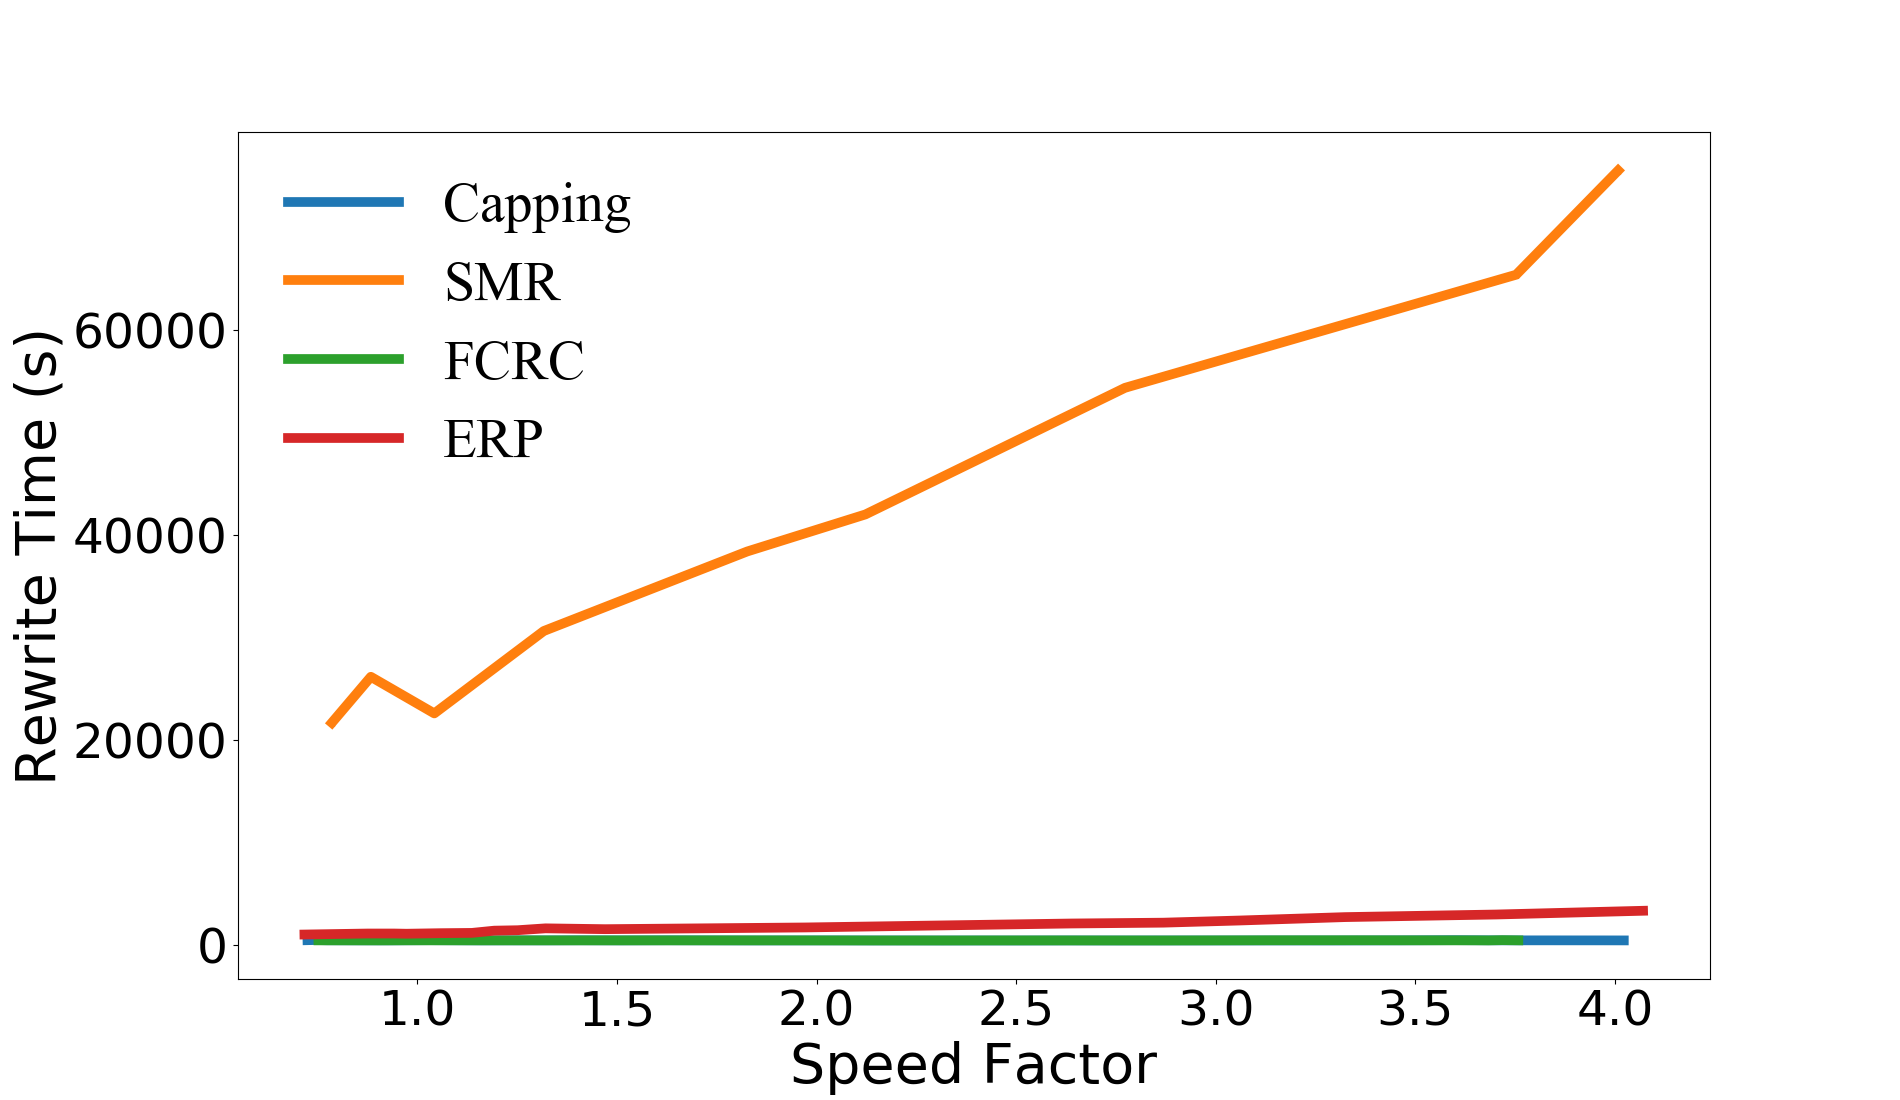 Capping
SMR
FCRC
ERP
Rewrite Time (s)
60000
40000
20000
0
1.0 1.5 2.0 2.5 3.0 3.5 4.0
Speed Factor